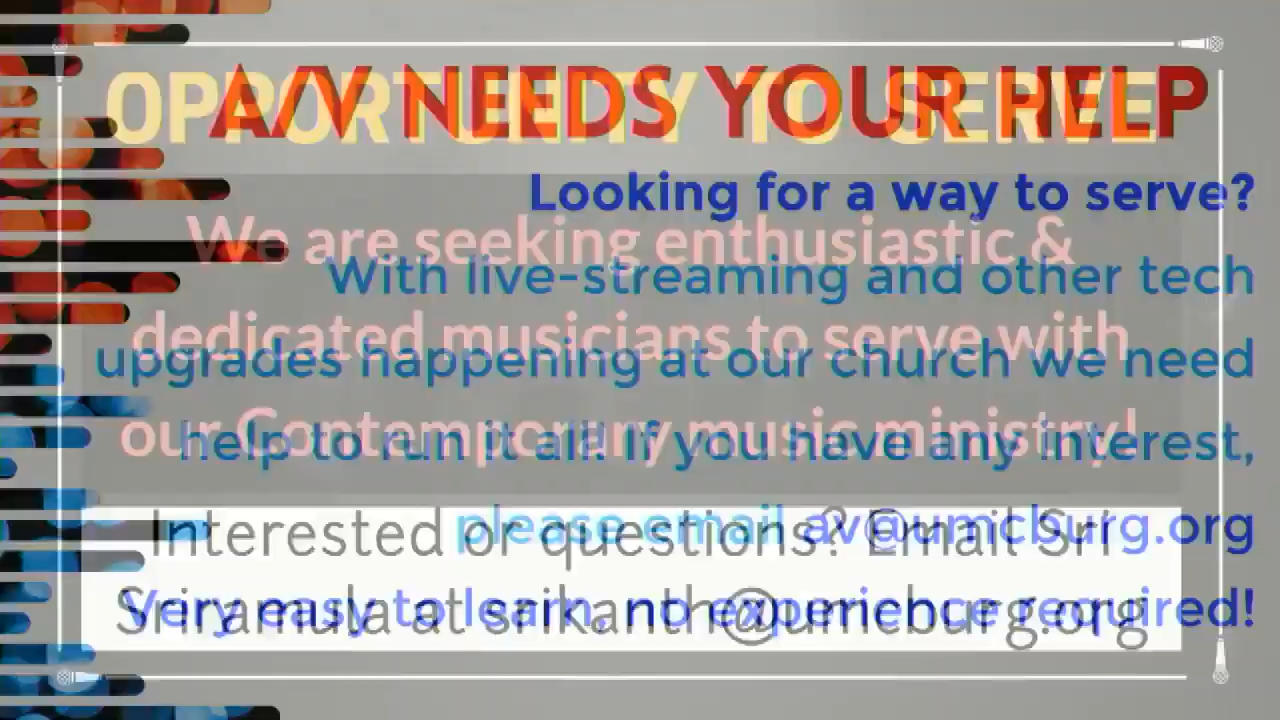 OPPORTUNITY TO SERVE
We are seeking enthusiastic &
dedicated musicians to serve with
our Contemporary music ministry!
Interested or questions? Email Sri
Sriramula at srikanth@umcburg.org
A/V NEEDS YOUR HELP
Looking for a way to serve?
With live-streaming and other tech
upgrades happening at our church we need
help to run it all! If you have any interest,
please email av@umcburg.org
Very easy to learn, no experience required!